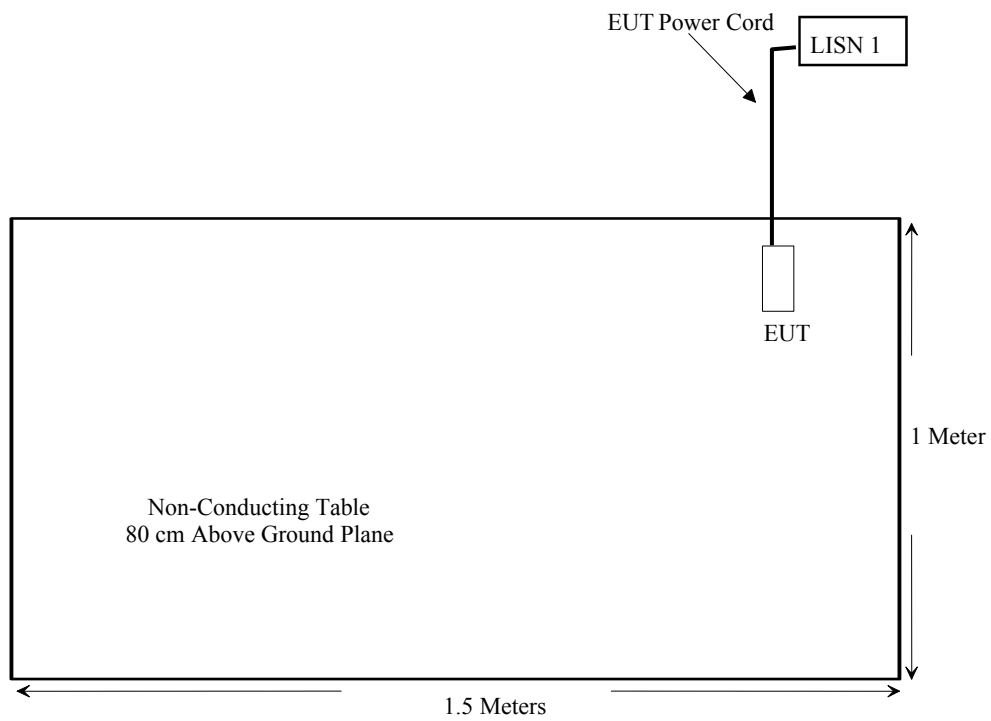 EUT Power Cord
LISN 1
EUT
1 Meter
Non-Conducting Table
80 cm Above Ground Plane
1.5 Meters